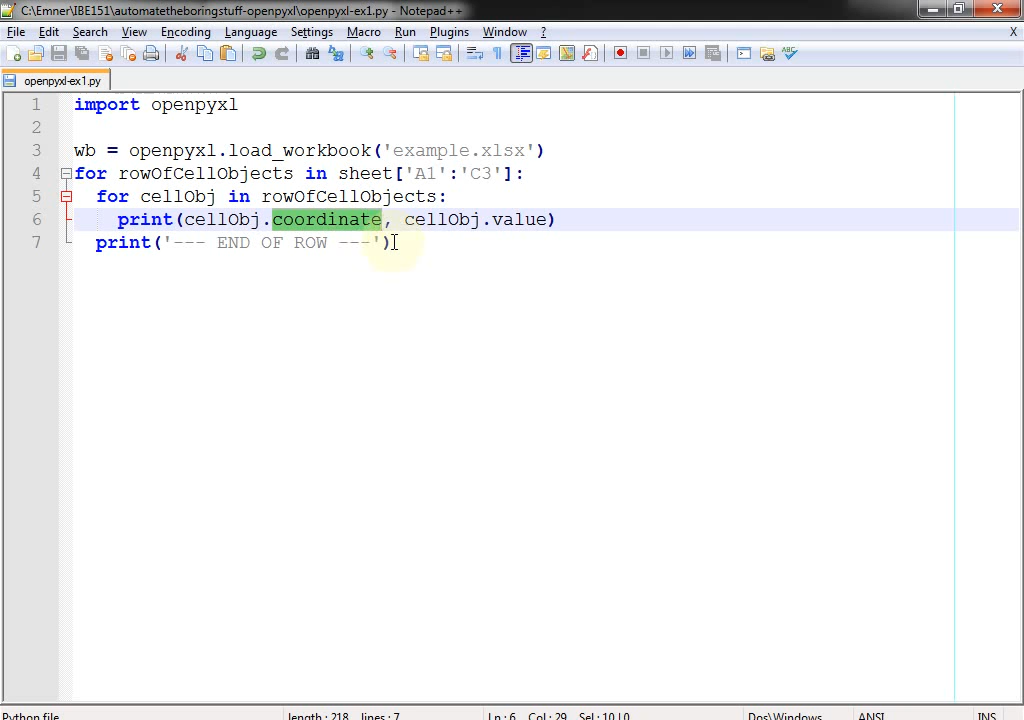 C:\Emner\IBE151\automatetheboringstuff-openpyxl\openpyxl-ex1.py - Notepad++
File Edit Search View Encoding Language Settings Macro Run Plugins Window ? X
openpyxl-ex1.py
1 import openpyxl
2
3 wb = openpyxl.load_workbook('example.xlsx')
4 for rowOfCellObjects in sheet['A1':'C3']:
5 for cellObj in rowOfCellObjects:
6 print(cellObj.coordinate, cellObj.value)
7 print('--- END OF ROW ---')
Python file length : 218 lines : 7 Ln : 6 Col : 29 Sel : 10 | 0 Dos\Windows ANSI INS